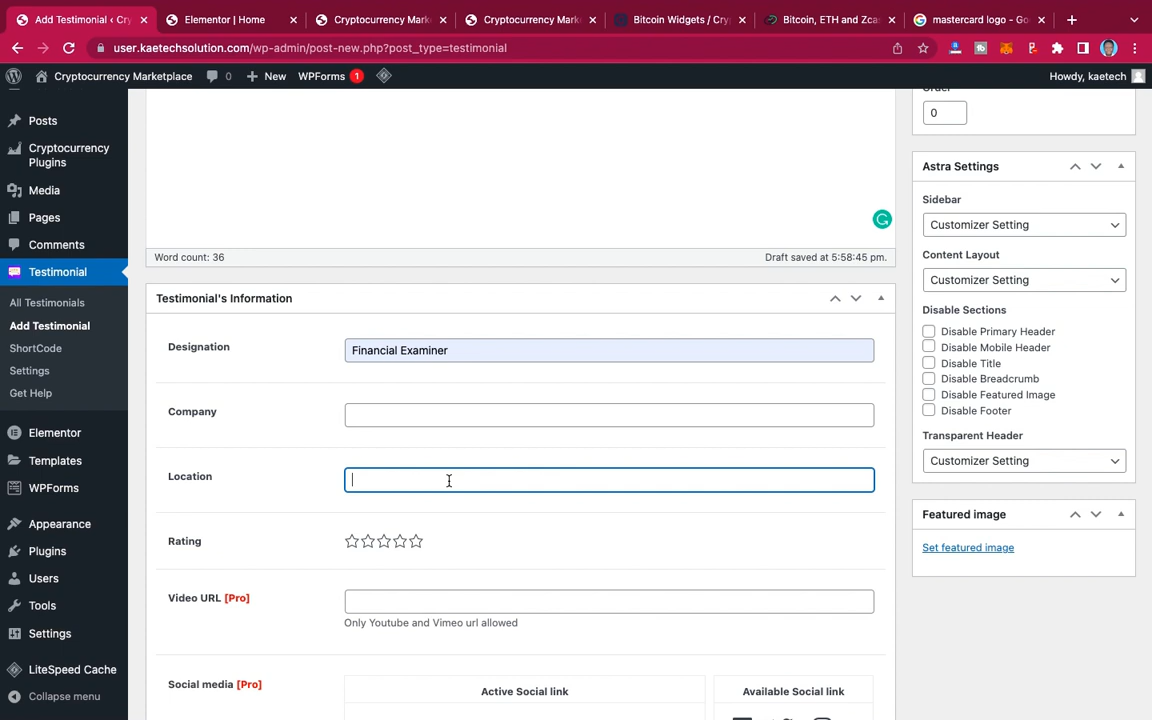 Add Testimonial ‹ Cry
Elementor | Home
Cryptocurrency Mark
Cryptocurrency Mark
Bitcoin Widgets / Cry
Bitcoin, ETH and Zcas
mastercard logo - Go
user.kaetechsolution.com/wp-admin/post-new.php?post_type=testimonial
Cryptocurrency Marketplace
0
New
WPForms 1
Howdy, kaetech
Posts
Cryptocurrency
Plugins
Media
Pages
Comments
Testimonial
All Testimonials
Add Testimonial
ShortCode
Settings
Get Help
Elementor
Templates
WPForms
Appearance
Plugins
Users
Tools
Settings
LiteSpeed Cache
Collapse menu
Word count: 36
Draft saved at 5:58:45 pm.
Testimonial's Information
Designation
Financial Examiner
Company
Location
Rating
Video URL [Pro]
Only Youtube and Vimeo url allowed
Social media [Pro]
Active Social link
Available Social link
Order
0
Astra Settings
Sidebar
Customizer Setting
Content Layout
Customizer Setting
Disable Sections
Disable Primary Header
Disable Mobile Header
Disable Title
Disable Breadcrumb
Disable Featured Image
Disable Footer
Transparent Header
Customizer Setting
Featured image
Set featured image